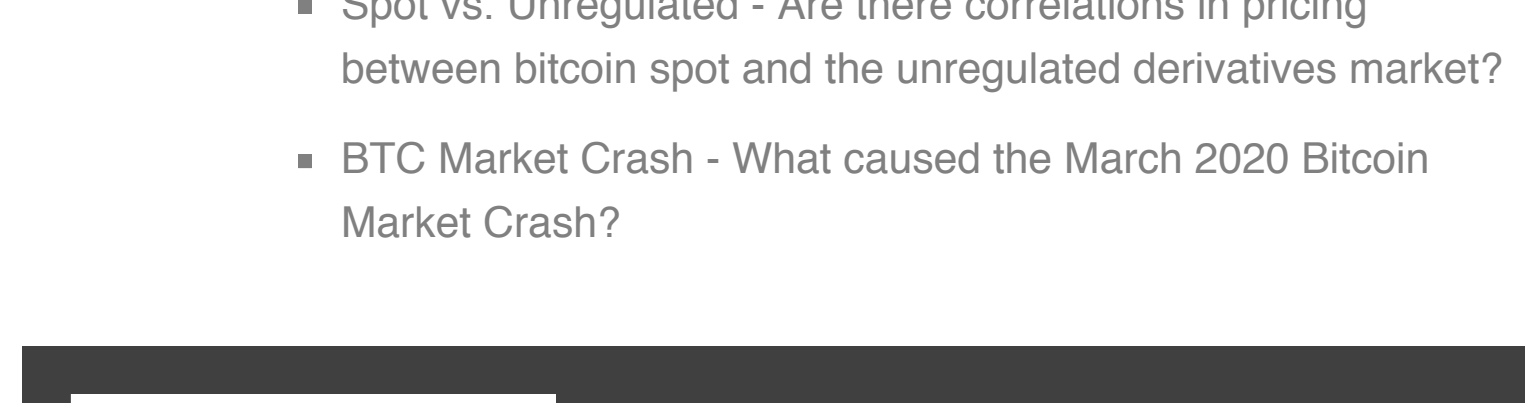 Spot vs. Unregulated - Are there correlations in pricing
between bitcoin spot and the unregulated derivatives market?
BTC Market Crash - What caused the March 2020 Bitcoin
Market Crash?